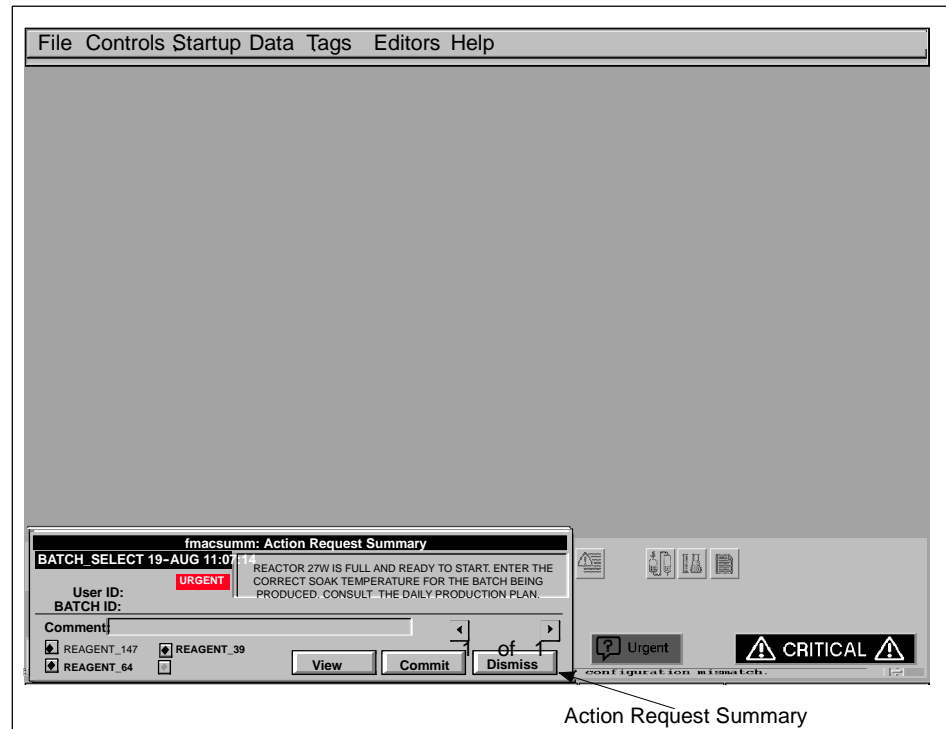 File Controls Startup Data Tags Editors Help
fmacsumm: Action Request Summary
BATCH_SELECT 19-AUG 11:07:14
URGENT
REACTOR 27W IS FULL AND READY TO START. ENTER THE
CORRECT SOAK TEMPERATURE FOR THE BATCH BEING
PRODUCED. CONSULT THE DAILY PRODUCTION PLAN.
User ID:
BATCH ID:
Comment:
1 of 1
REAGENT_147 REAGENT_39
REAGENT_64
View Commit Dismiss
Urgent
CRITICAL
configuration mismatch.
Action Request Summary